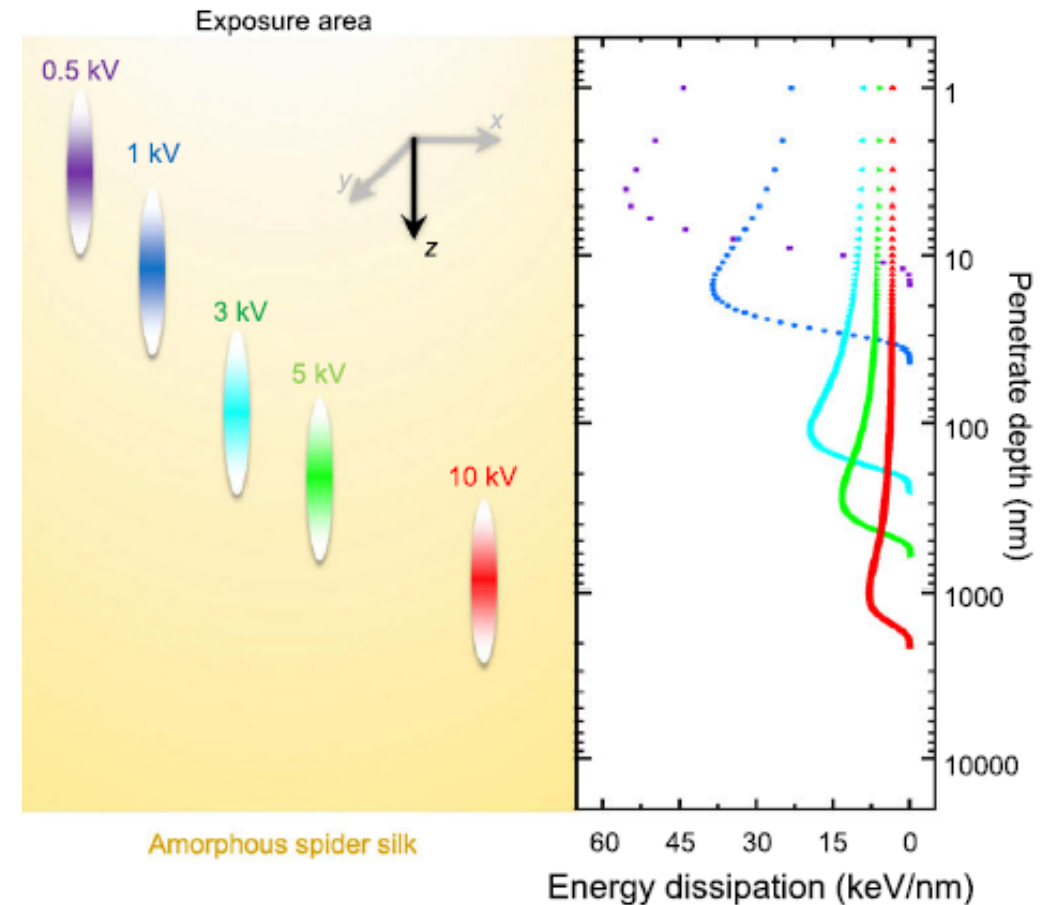 Exposure area
0.5 kV
1 kV
3 kV
5 kV
10 kV
x
y
z
Amorphous spider silk
1
10
100
1000
10000
Penetrate depth (nm)
60 45 30 15 0
Energy dissipation (keV/nm)